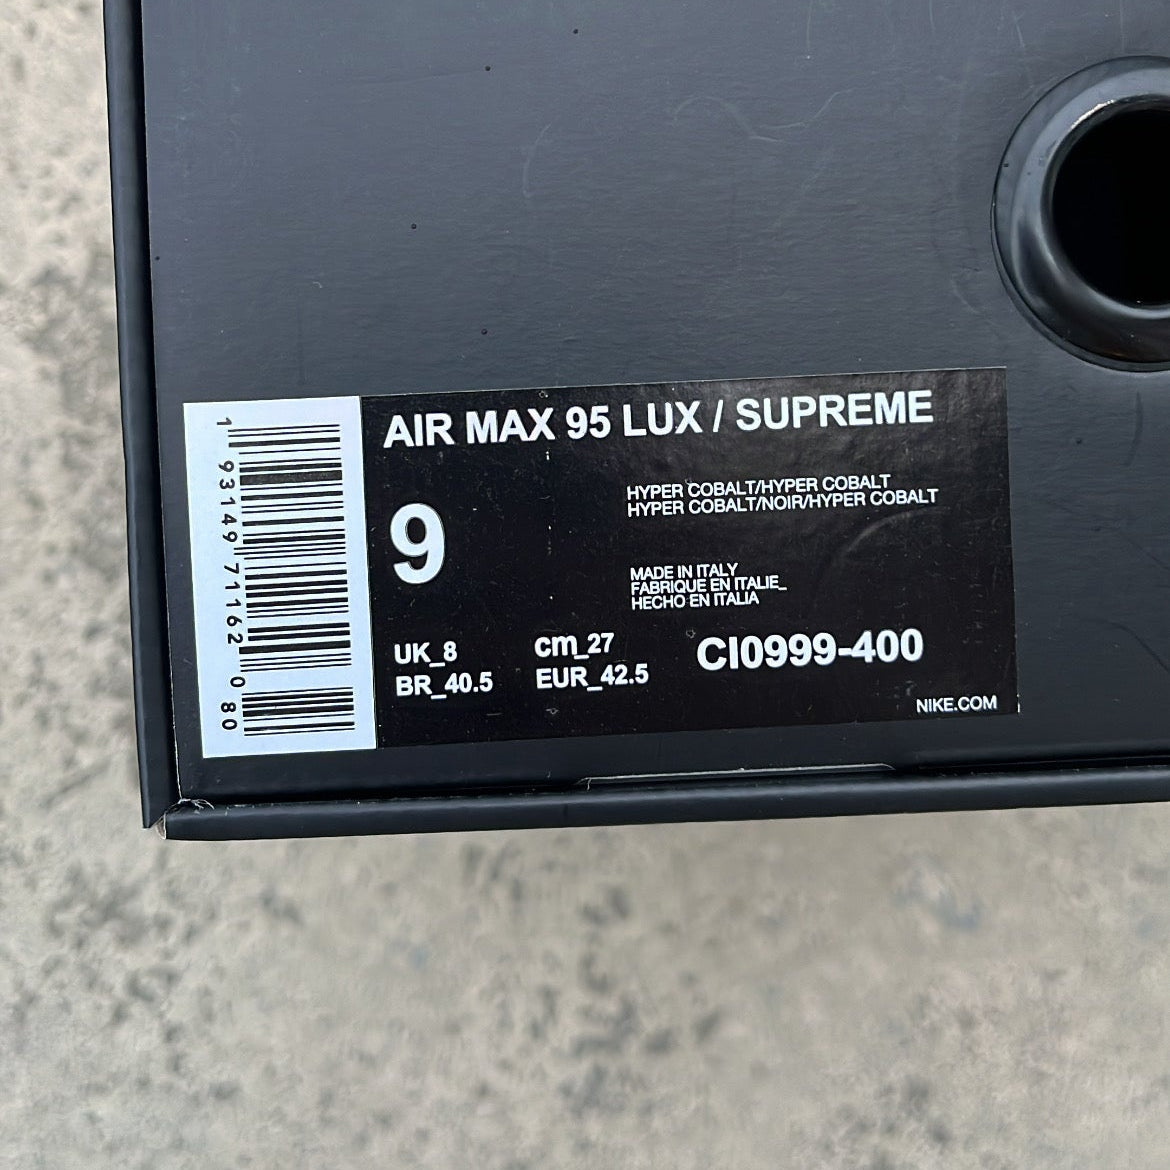 1 93149 71162 0 80
AIR MAX 95 LUX / SUPREME
HYPER COBALT/HYPER COBALT
HYPER COBALT/NOIR/HYPER COBALT
9
MADE IN ITALY
FABRIQUE EN ITALIE_
HECHO EN ITALIA
UK_8 cm_27
BR_40.5 EUR_42.5
CI0999-400
NIKE.COM